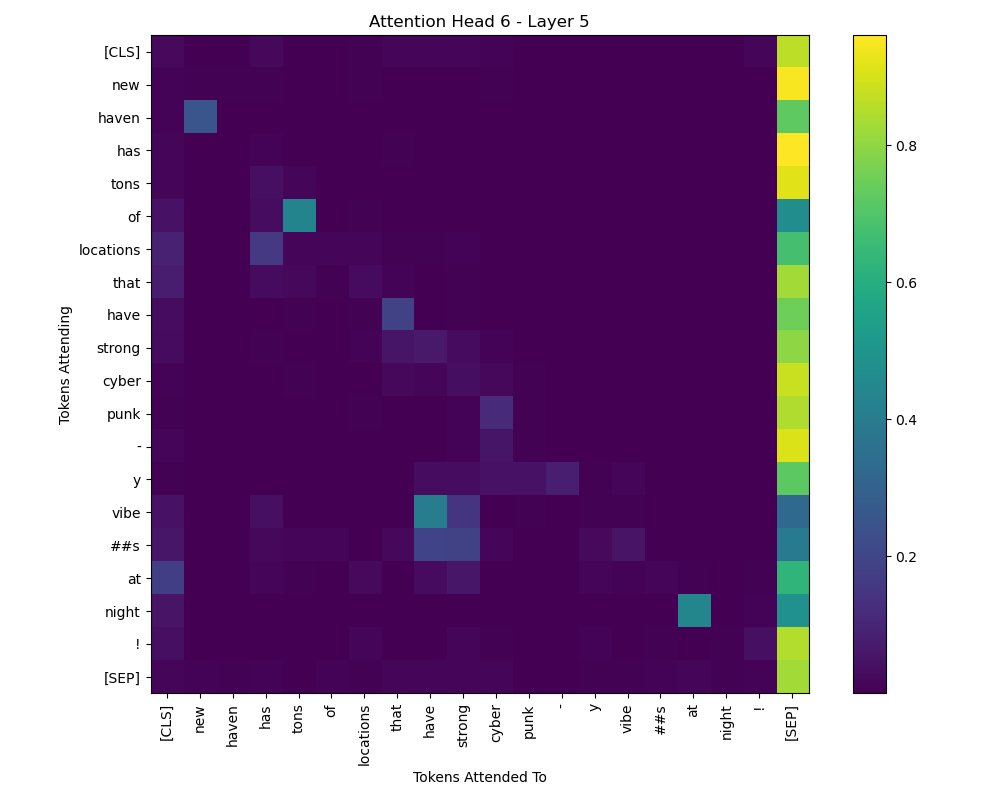 Attention Head 6 - Layer 5
Tokens Attending
[CLS]
new
haven
has
tons
of
locations
that
have
strong
cyber
punk
-
y
vibe
##s
at
night
!
[SEP]
[CLS]
new
haven
has
tons
of
locations
that
have
strong
cyber
punk
-
y
vibe
##s
at
night
!
[SEP]
Tokens Attended To
0.8
0.6
0.4
0.2